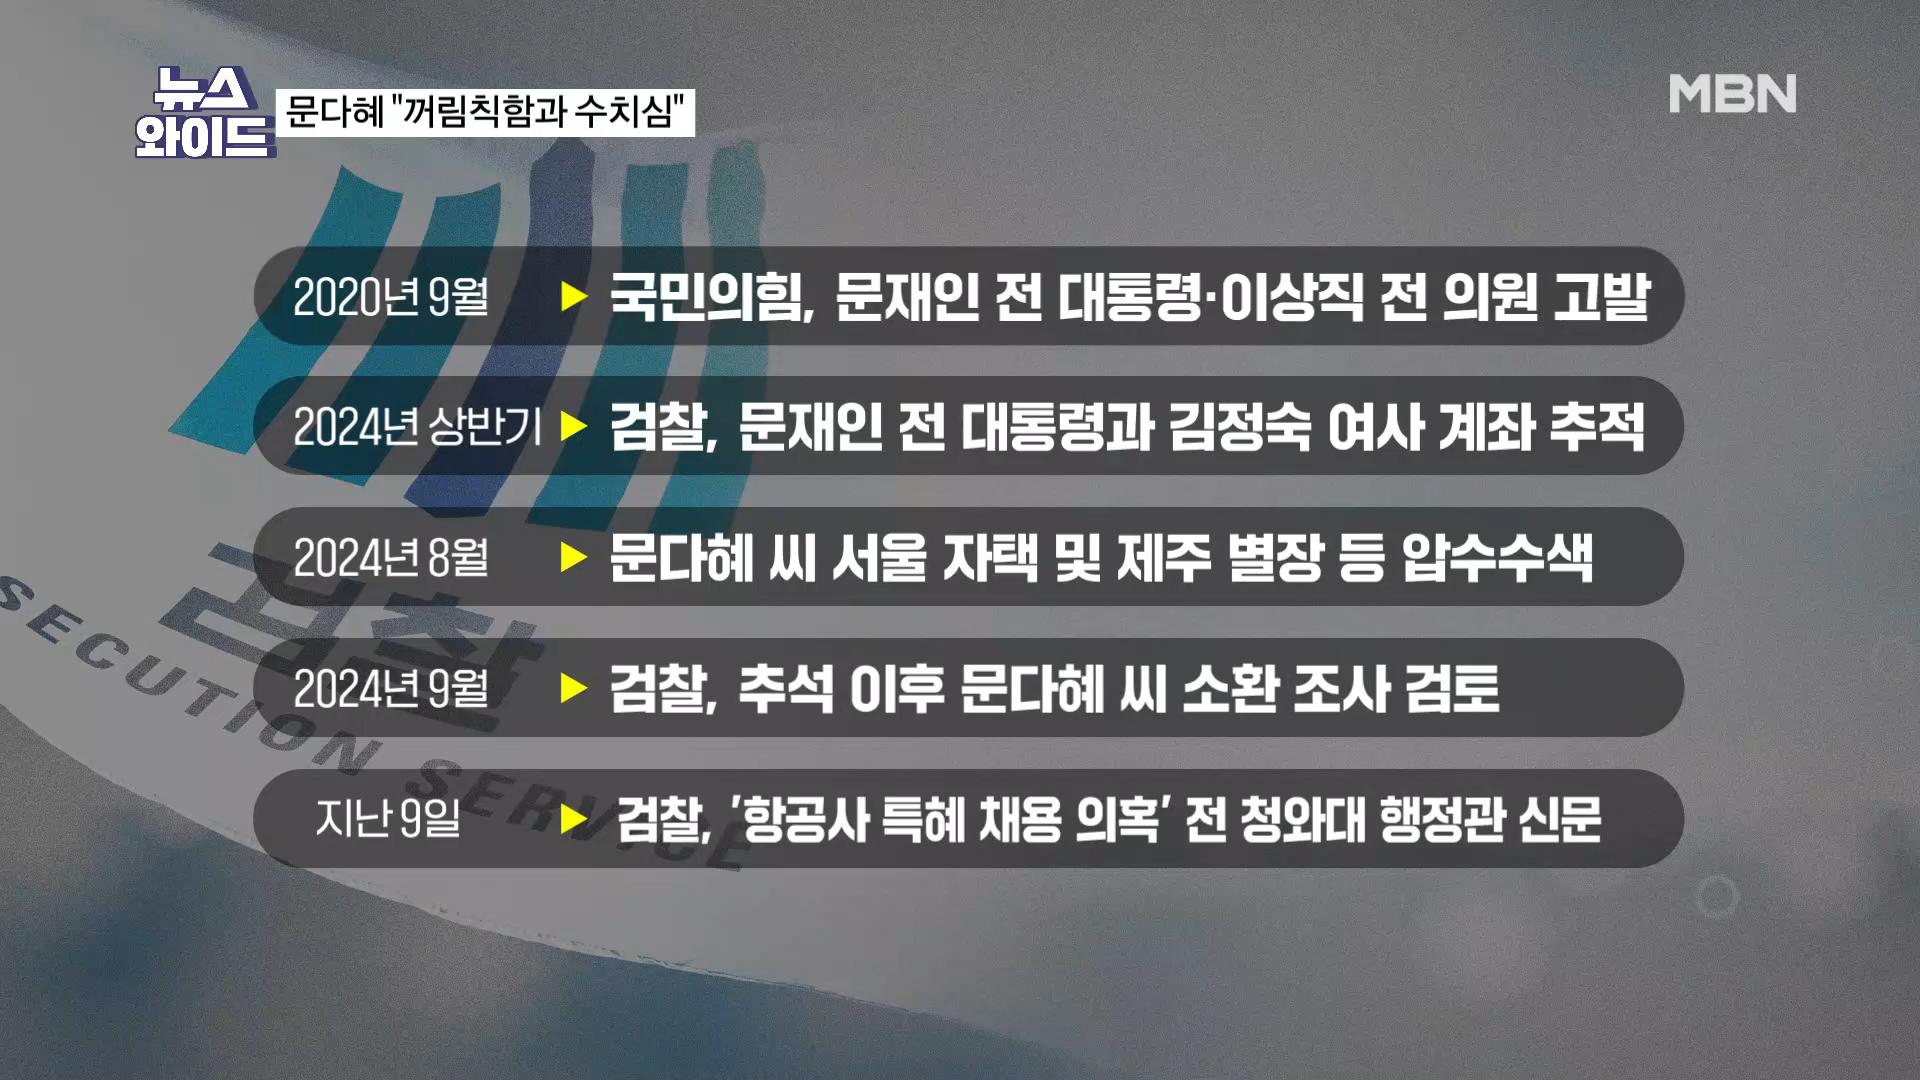 뉴스
와이드
문다혜 "꺼림칙함과 수치심"
MBN
2020년 9월 ▶ 국민의힘, 문재인 전 대통령·이상직 전 의원 고발
2024년 상반기 ▶ 검찰, 문재인 전 대통령과 김정숙 여사 계좌 추적
2024년 8월 ▶ 문다혜 씨 서울 자택 및 제주 별장 등 압수수색
2024년 9월 ▶ 검찰, 추석 이후 문다혜 씨 소환 조사 검토
지난 9일 ▶ 검찰, '항공사 특혜 채용 의혹' 전 청와대 행정관 신문
검찰
SECUTION SERVICE